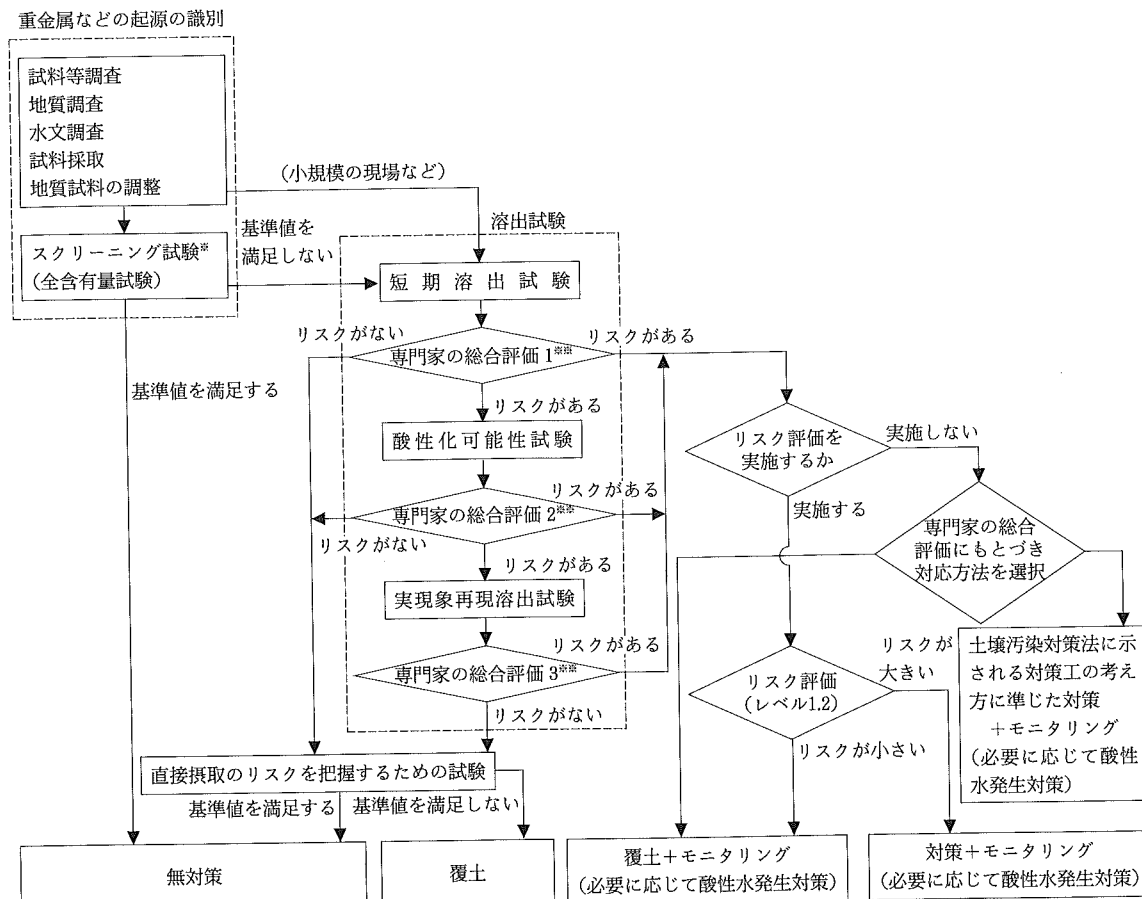 重金属などの起源の識別
試料等調査
地質調査
水文調査
試料採取
地質試料の調整
(小規模の現場など)
スクリーニング試験※
(全含有量試験)
基準値を
満足しない
溶出試験
短期溶出試験
リスクがない
専門家の総合評価1※※
リスクがある
基準値を満足する
リスクがある
酸性化可能性試験
リスクがある
専門家の総合評価2※※
リスクがない
リスクがある
実現象再現溶出試験
リスクがある
専門家の総合評価3※※
リスクがない
リスク評価を
実施するか
実施しない
実施する
専門家の総合
評価にもとづき
対応方法を選択
リスク評価
(レベル1.2)
リスクが
大きい
リスクが小さい
土壌汚染対策法に示
される対策工の考え
方に準じた対策
+モニタリング
(必要に応じて酸性
水発生対策)
直接摂取のリスクを把握するための試験
基準値を満足する
基準値を満足しない
無対策
覆土
覆土+モニタリング
(必要に応じて酸性水発生対策)
対策+モニタリング
(必要に応じて酸性水発生対策)